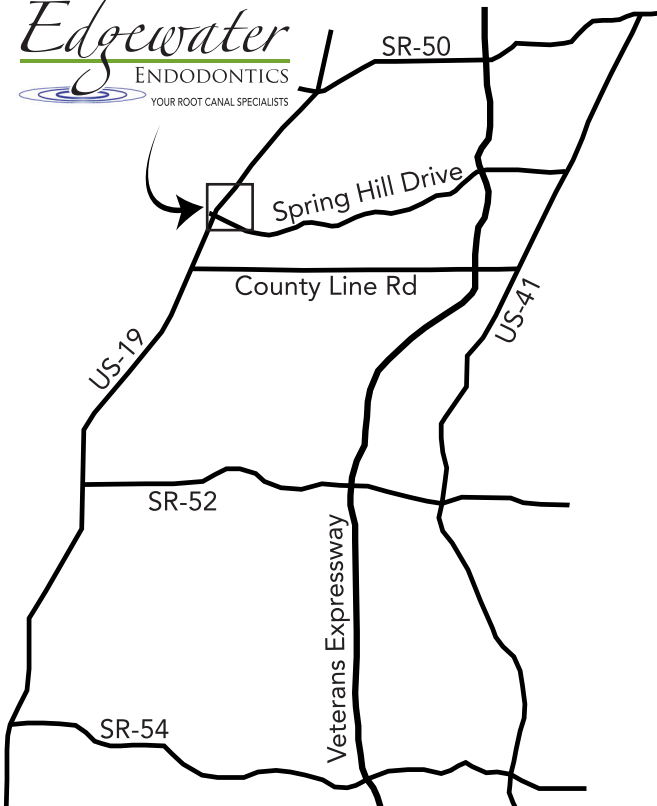 Edgewater
ENDODONTICS
YOUR ROOT CANAL SPECIALISTS
SR-50
Spring Hill Drive
County Line Rd
US-41
US-19
SR-52
Veterans Expressway
SR-54